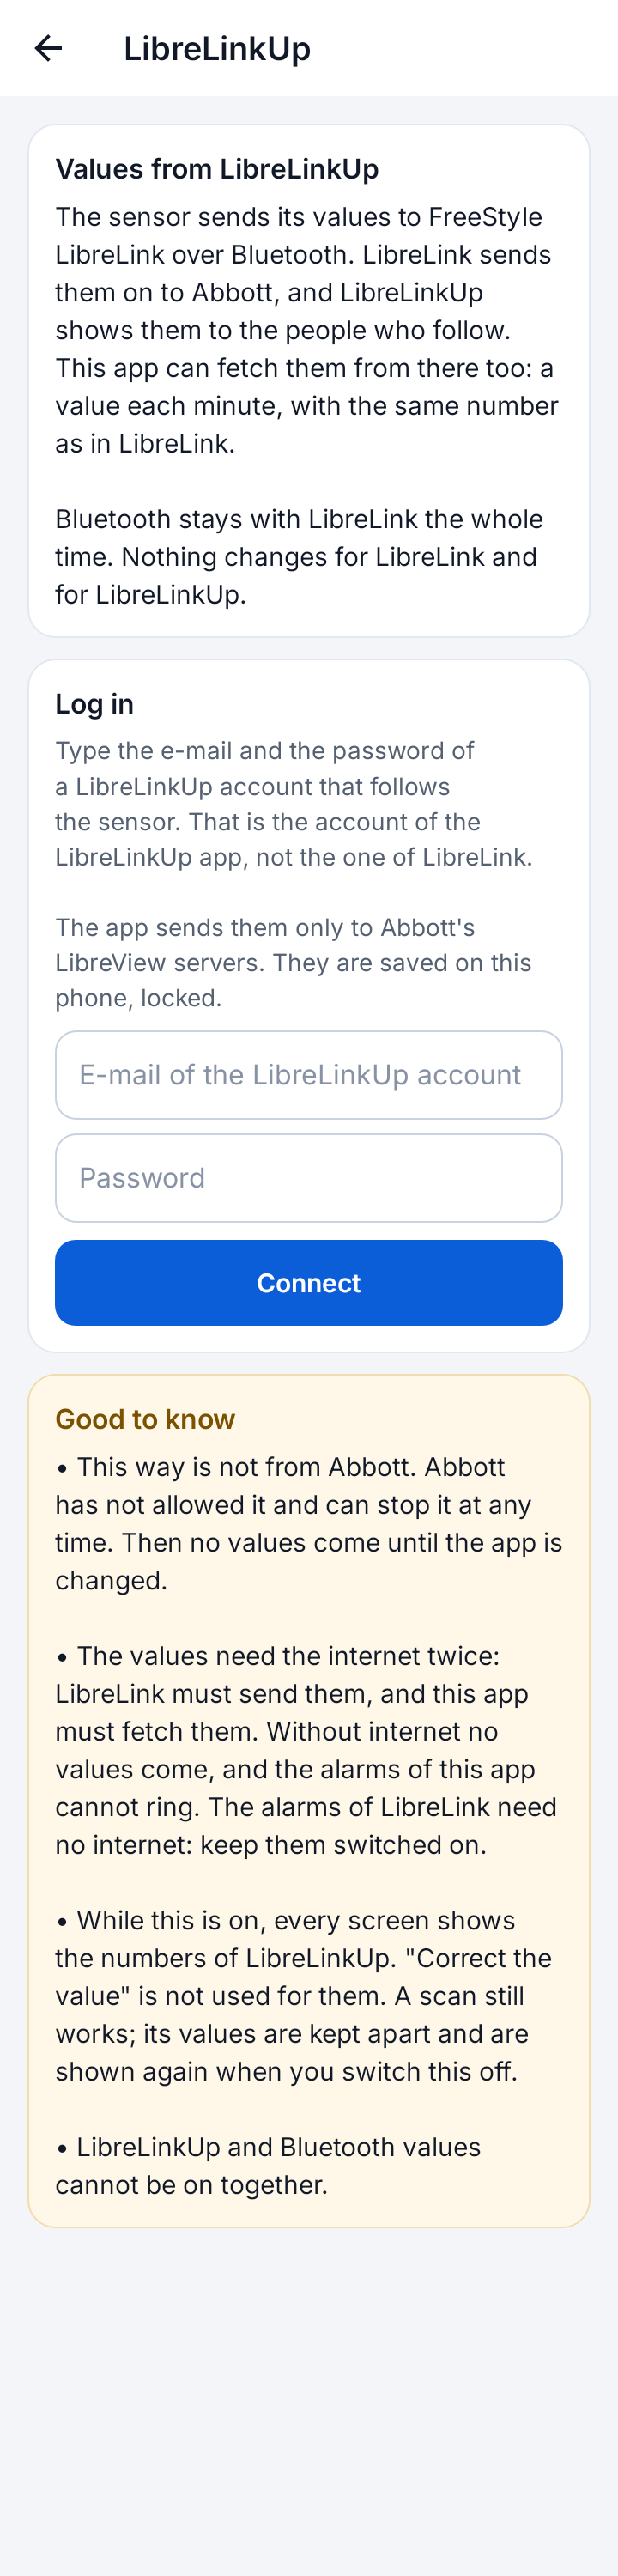 LibreLinkUp
Values from LibreLinkUp
The sensor sends its values to FreeStyle
LibreLink over Bluetooth. LibreLink sends
them on to Abbott, and LibreLinkUp
shows them to the people who follow.
This app can fetch them from there too: a
value each minute, with the same number
as in LibreLink.
Bluetooth stays with LibreLink the whole
time. Nothing changes for LibreLink and
for LibreLinkUp.
Log in
Type the e-mail and the password of
a LibreLinkUp account that follows
the sensor. That is the account of the
LibreLinkUp app, not the one of LibreLink.
The app sends them only to Abbott's
LibreView servers. They are saved on this
phone, locked.
E-mail of the LibreLinkUp account
Password
Connect
Good to know
• This way is not from Abbott. Abbott
has not allowed it and can stop it at any
time. Then no values come until the app is
changed.
• The values need the internet twice:
LibreLink must send them, and this app
must fetch them. Without internet no
values come, and the alarms of this app
cannot ring. The alarms of LibreLink need
no internet: keep them switched on.
• While this is on, every screen shows
the numbers of LibreLinkUp. "Correct the
value" is not used for them. A scan still
works; its values are kept apart and are
shown again when you switch this off.
• LibreLinkUp and Bluetooth values
cannot be on together.